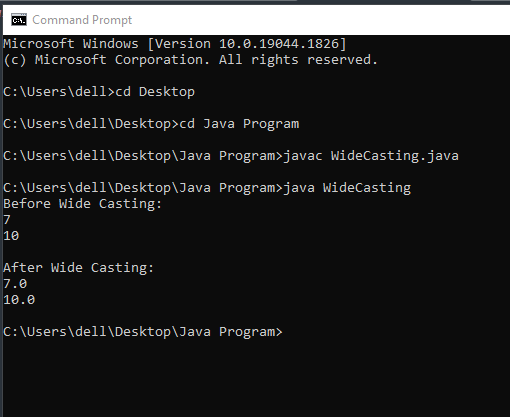 Command Prompt
Microsoft Windows [Version 10.0.19044.1826]
(c) Microsoft Corporation. All rights reserved.
C:\Users\dell>cd Desktop
C:\Users\dell\Desktop>cd Java Program
C:\Users\dell\Desktop\Java Program>javac WideCasting.java
C:\Users\dell\Desktop\Java Program>java WideCasting
Before Wide Casting:
7
10
After Wide Casting:
7.0
10.0
C:\Users\dell\Desktop\Java Program>